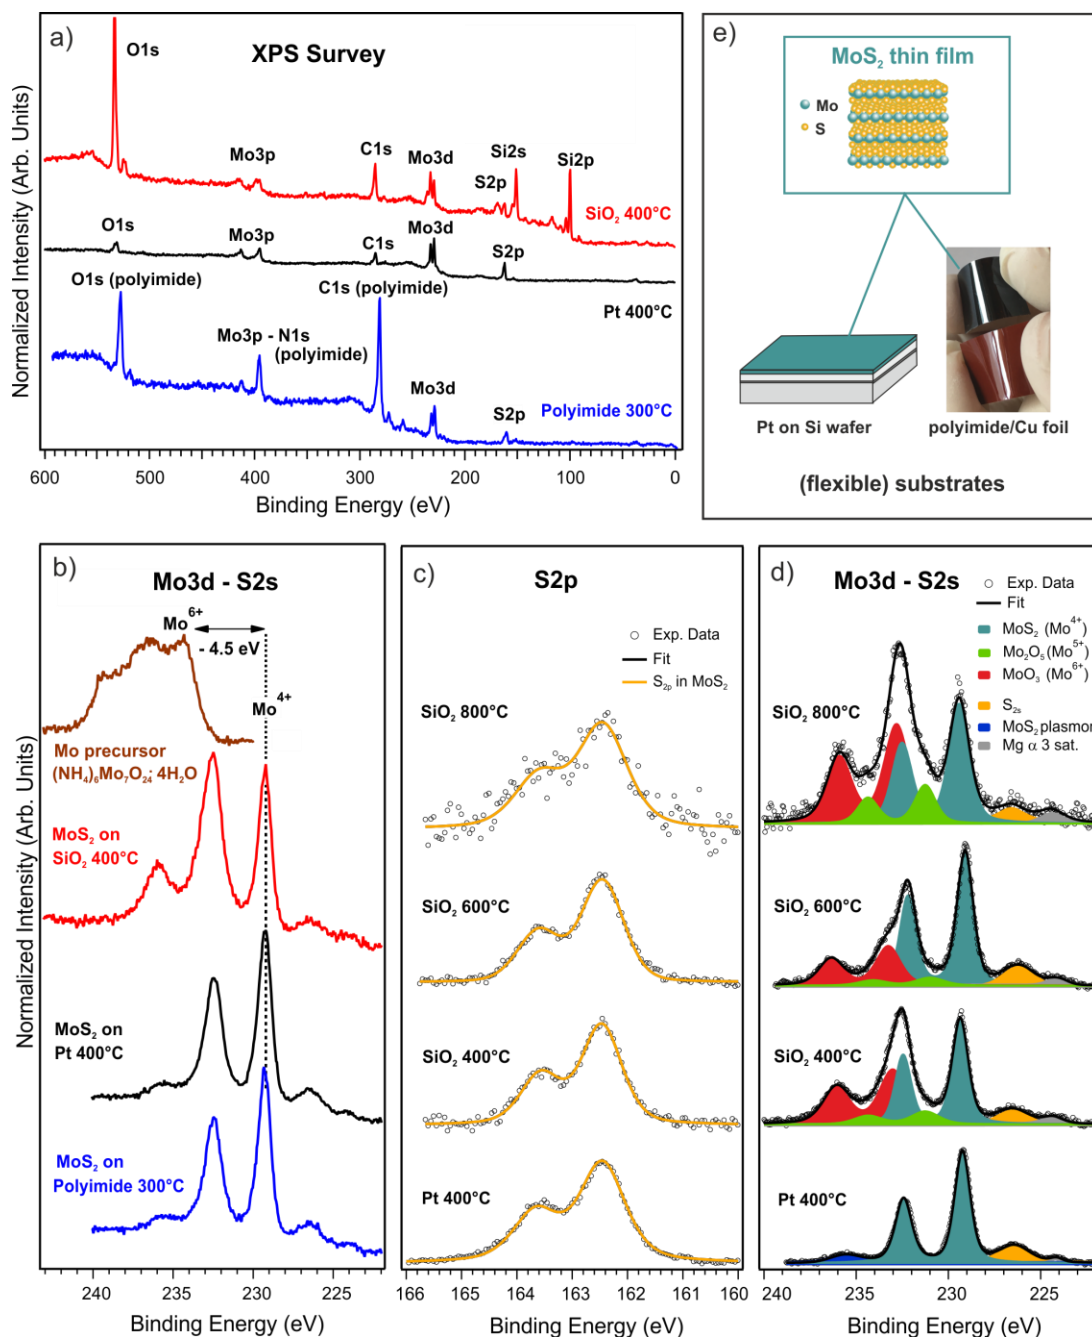 a)
XPS Survey
Normalized Intensity (Arb. Units)
O1s
Mo3p
C1s
Mo3d
S2p
Si2s
Si2p
SiO2 400°C
O1s
Mo3p
C1s
Mo3d
S2p
Pt 400°C
O1s (polyimide)
C1s (polyimide)
Mo3p - N1s
(polyimide)
Mo3d
S2p
Polyimide 300°C
600
500
400
300
200
100
0
Binding Energy (eV)
e)
MoS2 thin film
Mo
S
Pt on Si wafer
polyimide/Cu foil
(flexible) substrates
b)
Mo3d - S2s
Normalized Intensity (Arb. Units)
Mo6+
- 4.5 eV
Mo4+
Mo precursor
(NH4)6Mo7O24; 4H2O
MoS2 on
SiO2 400°C
MoS2 on
Pt 400°C
MoS2 on
Polyimide 300°C
240
235
230
225
Binding Energy (eV)
c)
S2p
Exp. Data
Fit
S2p in MoS2
SiO2 800°C
SiO2 600°C
SiO2 400°C
Pt 400°C
166
165
164
163
162
161
160
Binding Energy (eV)
d)
Mo3d - S2s
Exp. Data
Fit
MoS2 (Mo4+)
Mo2O5 (Mo5+)
MoO3 (Mo6+)
S2s
MoS2 plasmon
Mg α 3 sat.
SiO2 800°C
240
235
230
225
SiO2 600°C
SiO2 400°C
Pt 400°C
240
235
230
225
Binding Energy (eV)